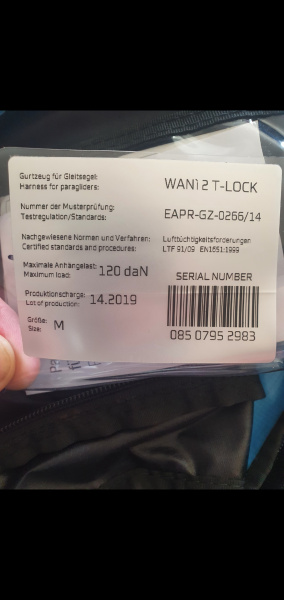 Gurtzeug für Gleitsegel:
Harness for paragliders:
WANI 2 T-LOCK
Nummer der Musterprüfung:
Testregulation/Standards:
EAPR-GZ-0266/14
Nachgewiesene Normen und Verfahren:
Certified standards and procedures:
Lufttüchtigkeitsforderungen
LTF 91/09 EN1651:1999
Maximale Anhängelast:
Maximum load:
120 daN
SERIAL NUMBER
Produktionscharge:
Lot of production:
14.2019
Größe:
Size:
M
085 0795 2983